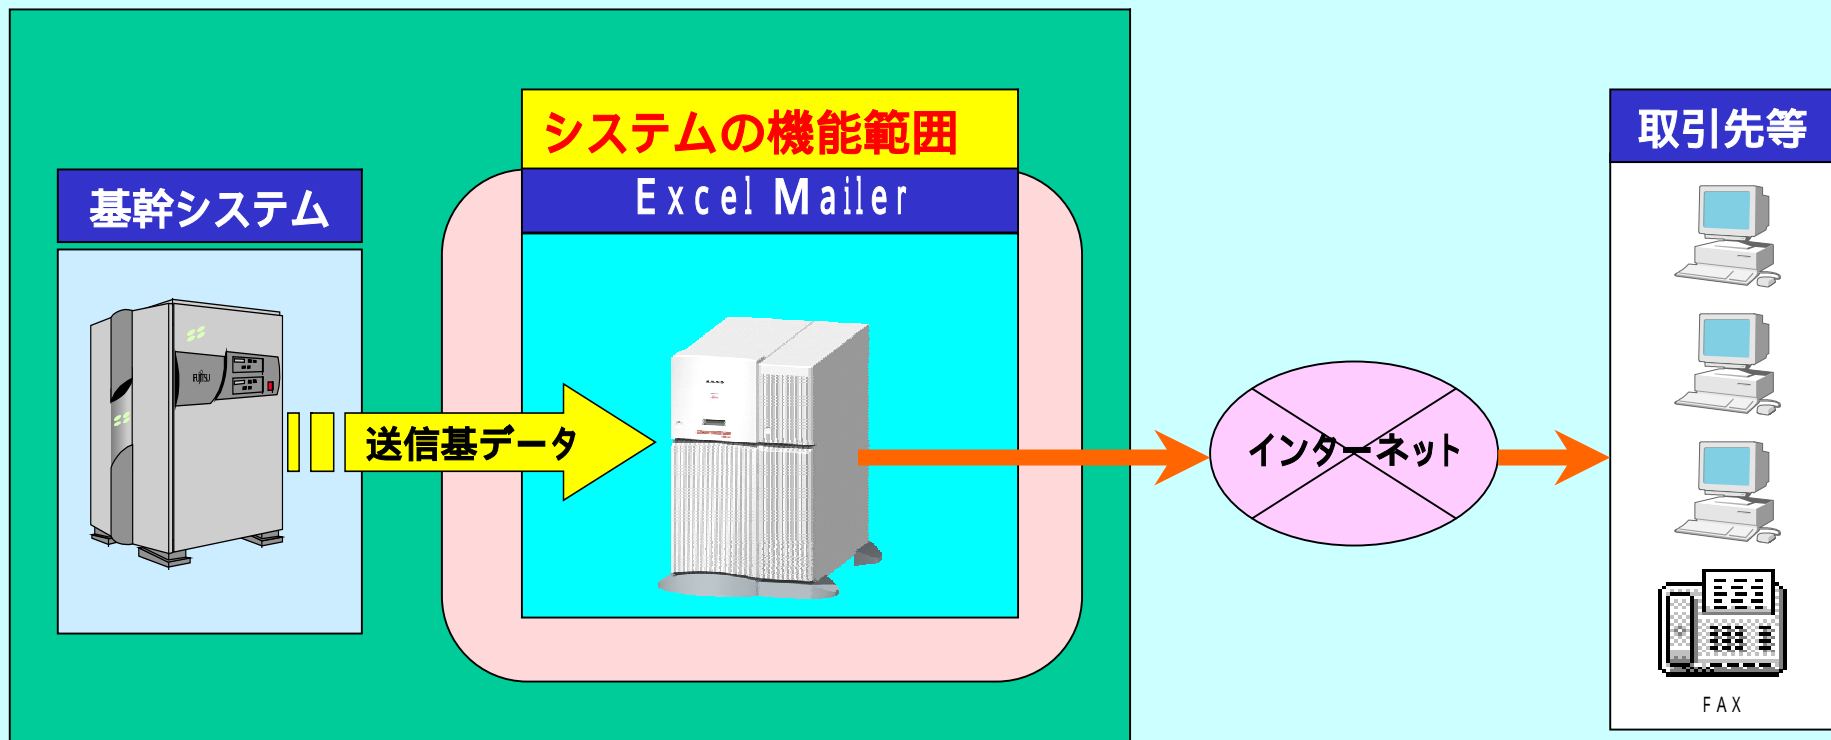 システムの機能範囲
取引先等
Excel Mailer
基幹システム
FUJITSU
送信基データ
インターネット
FAX